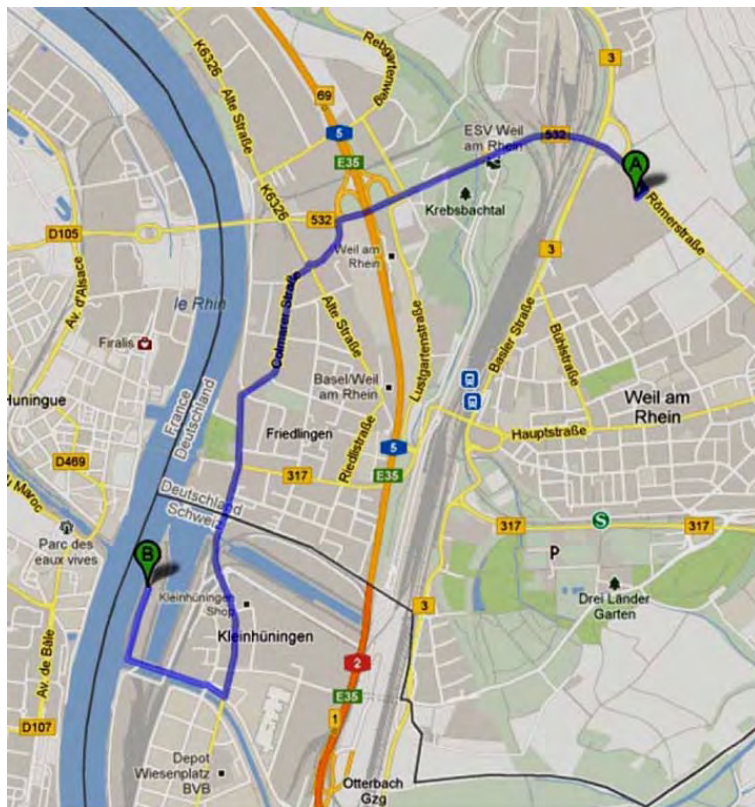 K6326
Alte Straße
69
Rebgartenweg
3
5
E35
ESV Weil
am Rhein
532
A
K6326
Krebsbachtal
Römerstraße
D105
532
Av. d'Alsace
Weil am
Rhein
3
le Rhin
Colmarer Straße
Alte Straße
Lustgartenstraße
Basler Straße
Bühlstraße
Firalis
Basel/Weil
am Rhein
Huningue
France
Deutschland
Weil am
Rhein
Friedlingen
Riedlistraße
Hauptstraße
5
D469
317
E35
u Maroc
Deutschland
Schweiz
317
S
317
Parc des
eaux vives
B
P
Kleinhüningen
Shop
Drei Länder
Garten
3
Kleinhüningen
Av. de Bâle
2
E35
D107
1
Depot
Wiesenplatz
BVB
Otterbach
Gzg